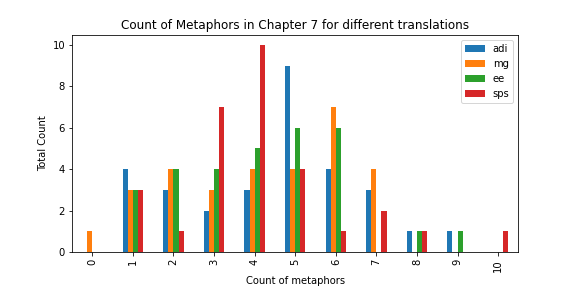 Count of Metaphors in Chapter 7 for different translations
10
8
6
4
2
0
Total Count
adi
mg
ee
sps
0 1 2 3 4 5 6 7 8 9 10
Count of metaphors